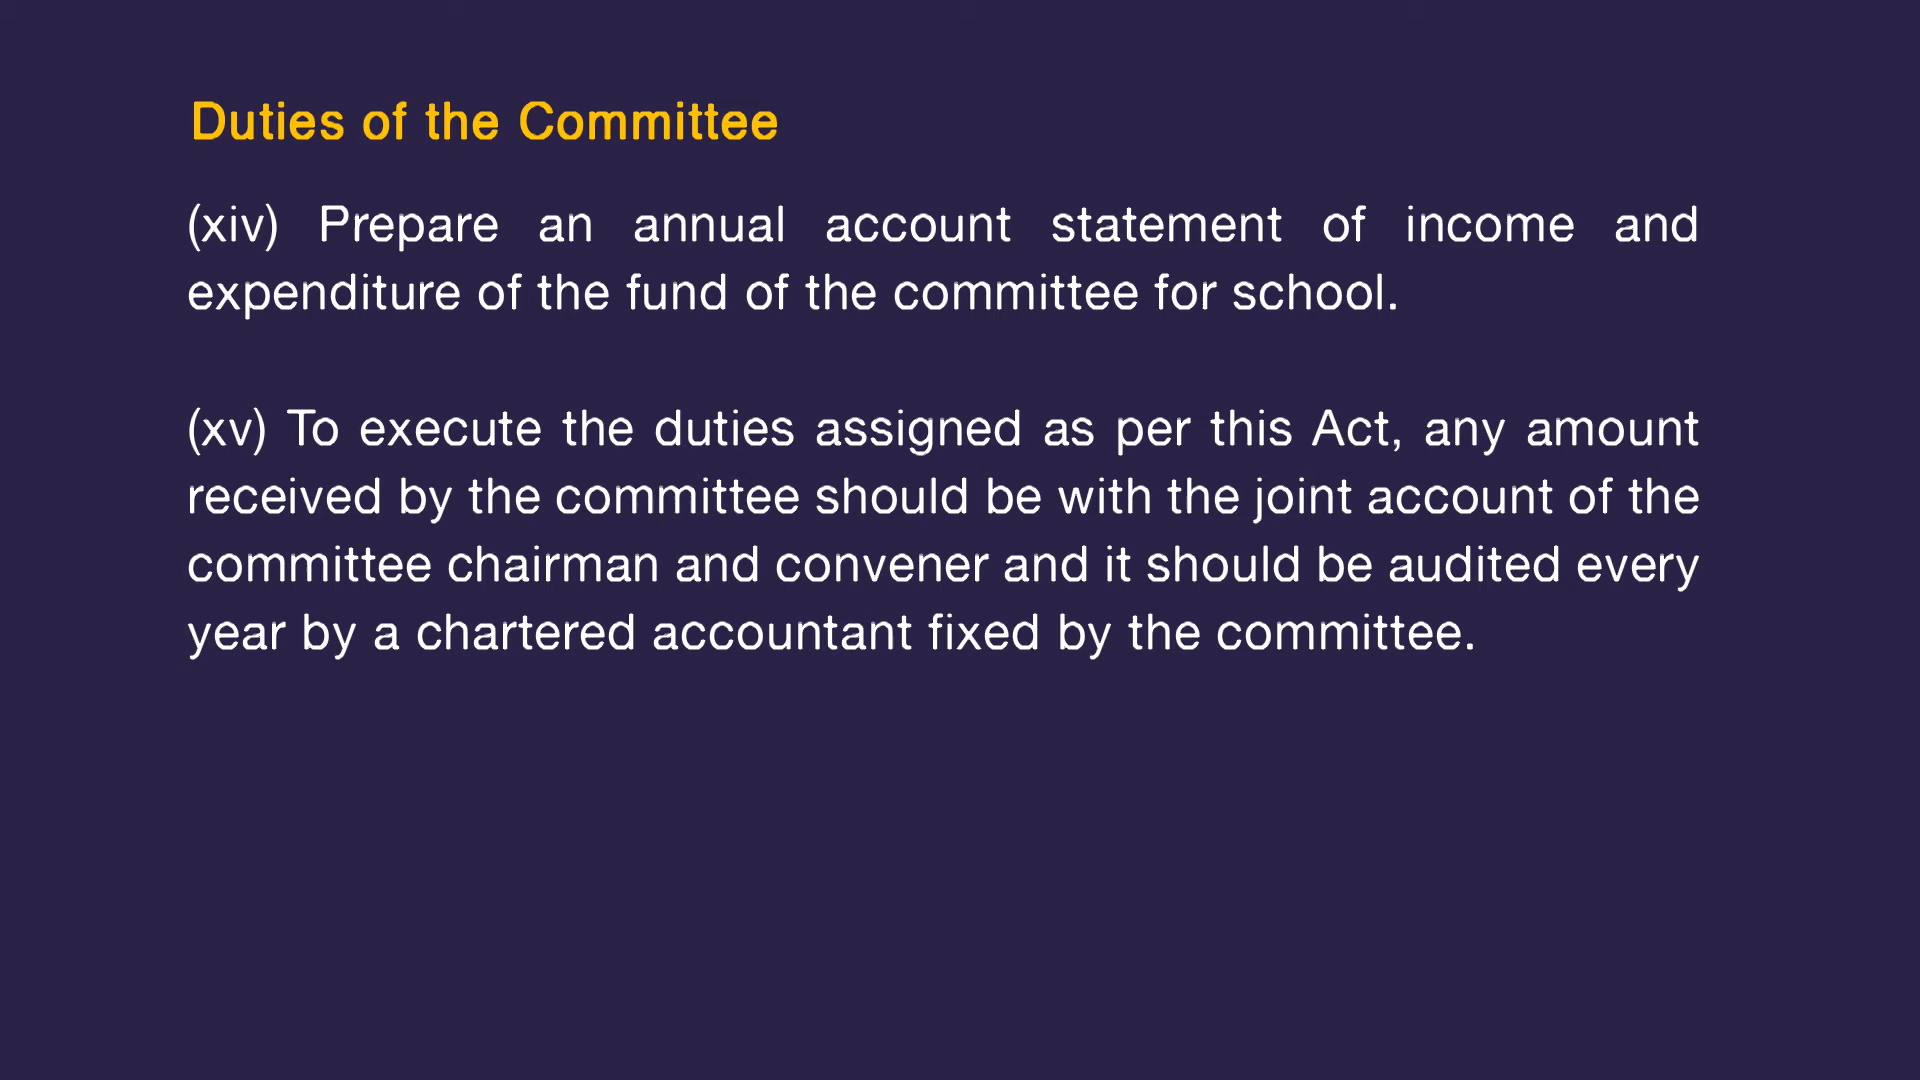 Duties of the Committee
(xiv) Prepare an annual account statement of income and
expenditure of the fund of the committee for school.
(xv) To execute the duties assigned as per this Act, any amount
received by the committee should be with the joint account of the
committee chairman and convener and it should be audited every
year by a chartered accountant fixed by the committee.